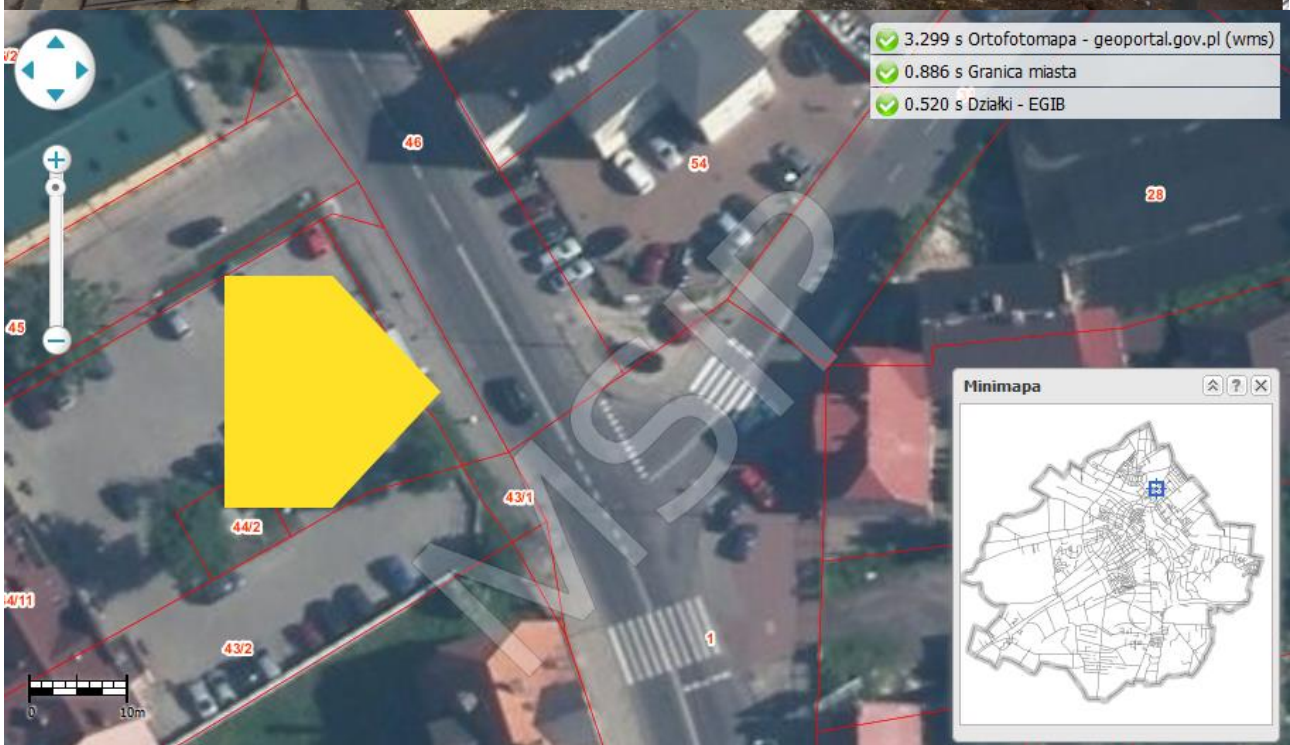 3.299 s Ortofotomapa - geoportal.gov.pl (wms)
0.886 s Granica miasta
0.520 s Działki - EGIB
46
54
28
45
43/1
44/2
43/2
1
MSIP
Minimapa
0
10m